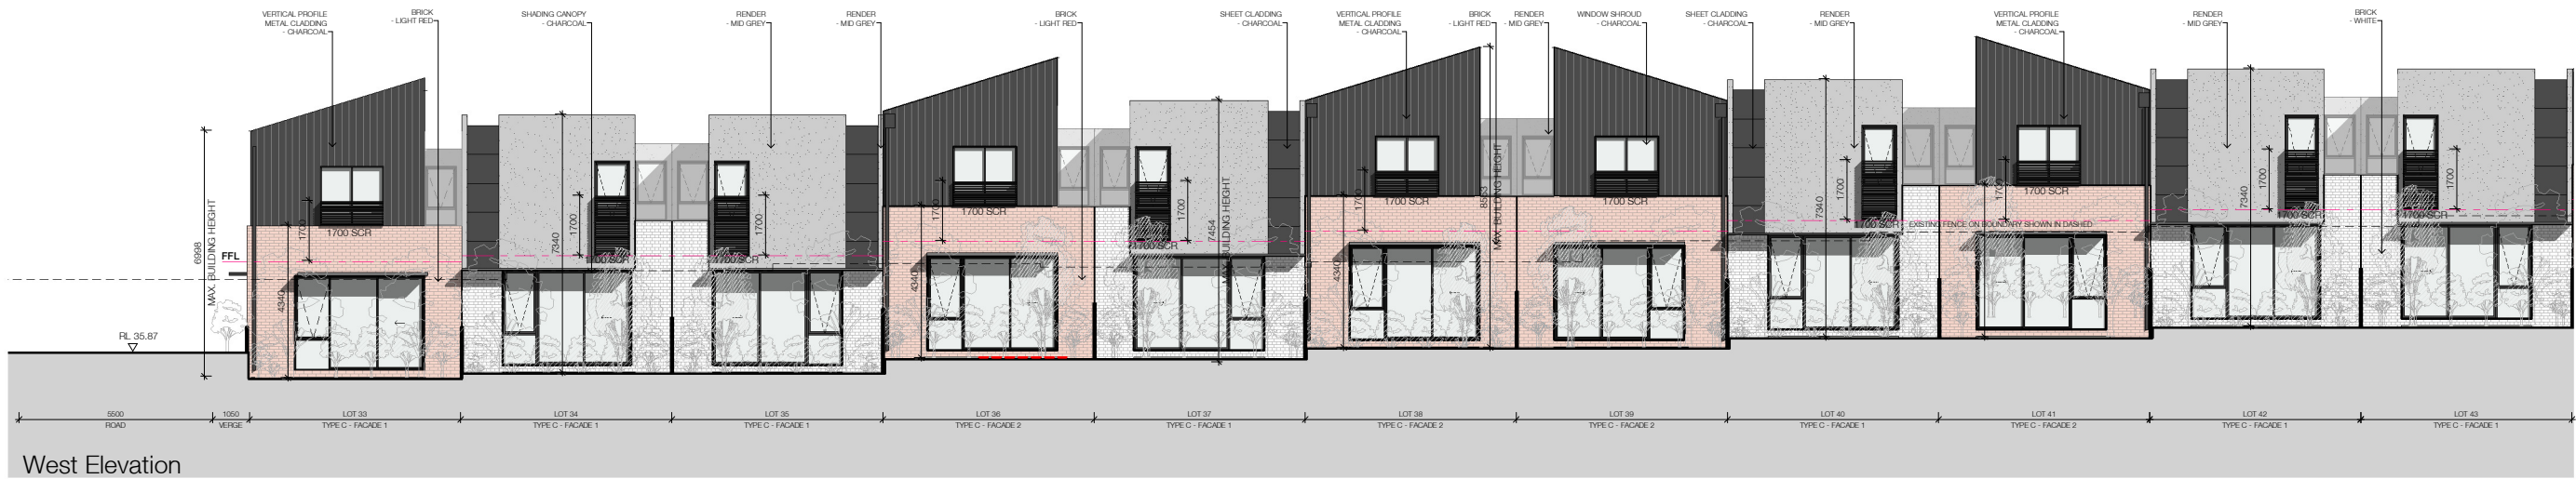 VERTICAL PROFILE
METAL CLADDING
- CHARCOAL
BRICK
- LIGHT RED
SHADING CANOPY
- CHARCOAL
RENDER
- MID GREY
RENDER
- MID GREY
BRICK
- LIGHT RED
SHEET CLADDING
- CHARCOAL
VERTICAL PROFILE
METAL CLADDING
- CHARCOAL
BRICK
- LIGHT RED
RENDER
- MID GREY
WINDOW SHROUD
- CHARCOAL
SHEET CLADDING
- CHARCOAL
RENDER
- MID GREY
VERTICAL PROFILE
METAL CLADDING
- CHARCOAL
RENDER
- MID GREY
BRICK
- WHITE
6998
MAX. BUILDING HEIGHT
FFL
RL 35.87
1700
1700 SCR
4340
7340
1700
1700 SCR
1700
1700 SCR
1700
1700 SCR
4340
1700
1700 SCR
7454
MAX. BUILDING HEIGHT
1700
1700 SCR
4340
8553
MAX. BUILDING HEIGHT
1700 SCR
7340
1700
1700 SCR
EXISTING FENCE ON BOUNDARY SHOWN IN DASHED
1700
1700 SCR
7340
1700
1700 SCR
1700
1700 SCR
5500
ROAD
1050
VERGE
LOT 33
TYPE C - FACADE 1
LOT 34
TYPE C - FACADE 1
LOT 35
TYPE C - FACADE 1
LOT 36
TYPE C - FACADE 2
LOT 37
TYPE C - FACADE 1
LOT 38
TYPE C - FACADE 2
LOT 39
TYPE C - FACADE 2
LOT 40
TYPE C - FACADE 1
LOT 41
TYPE C - FACADE 2
LOT 42
TYPE C - FACADE 1
LOT 43
TYPE C - FACADE 1
West Elevation